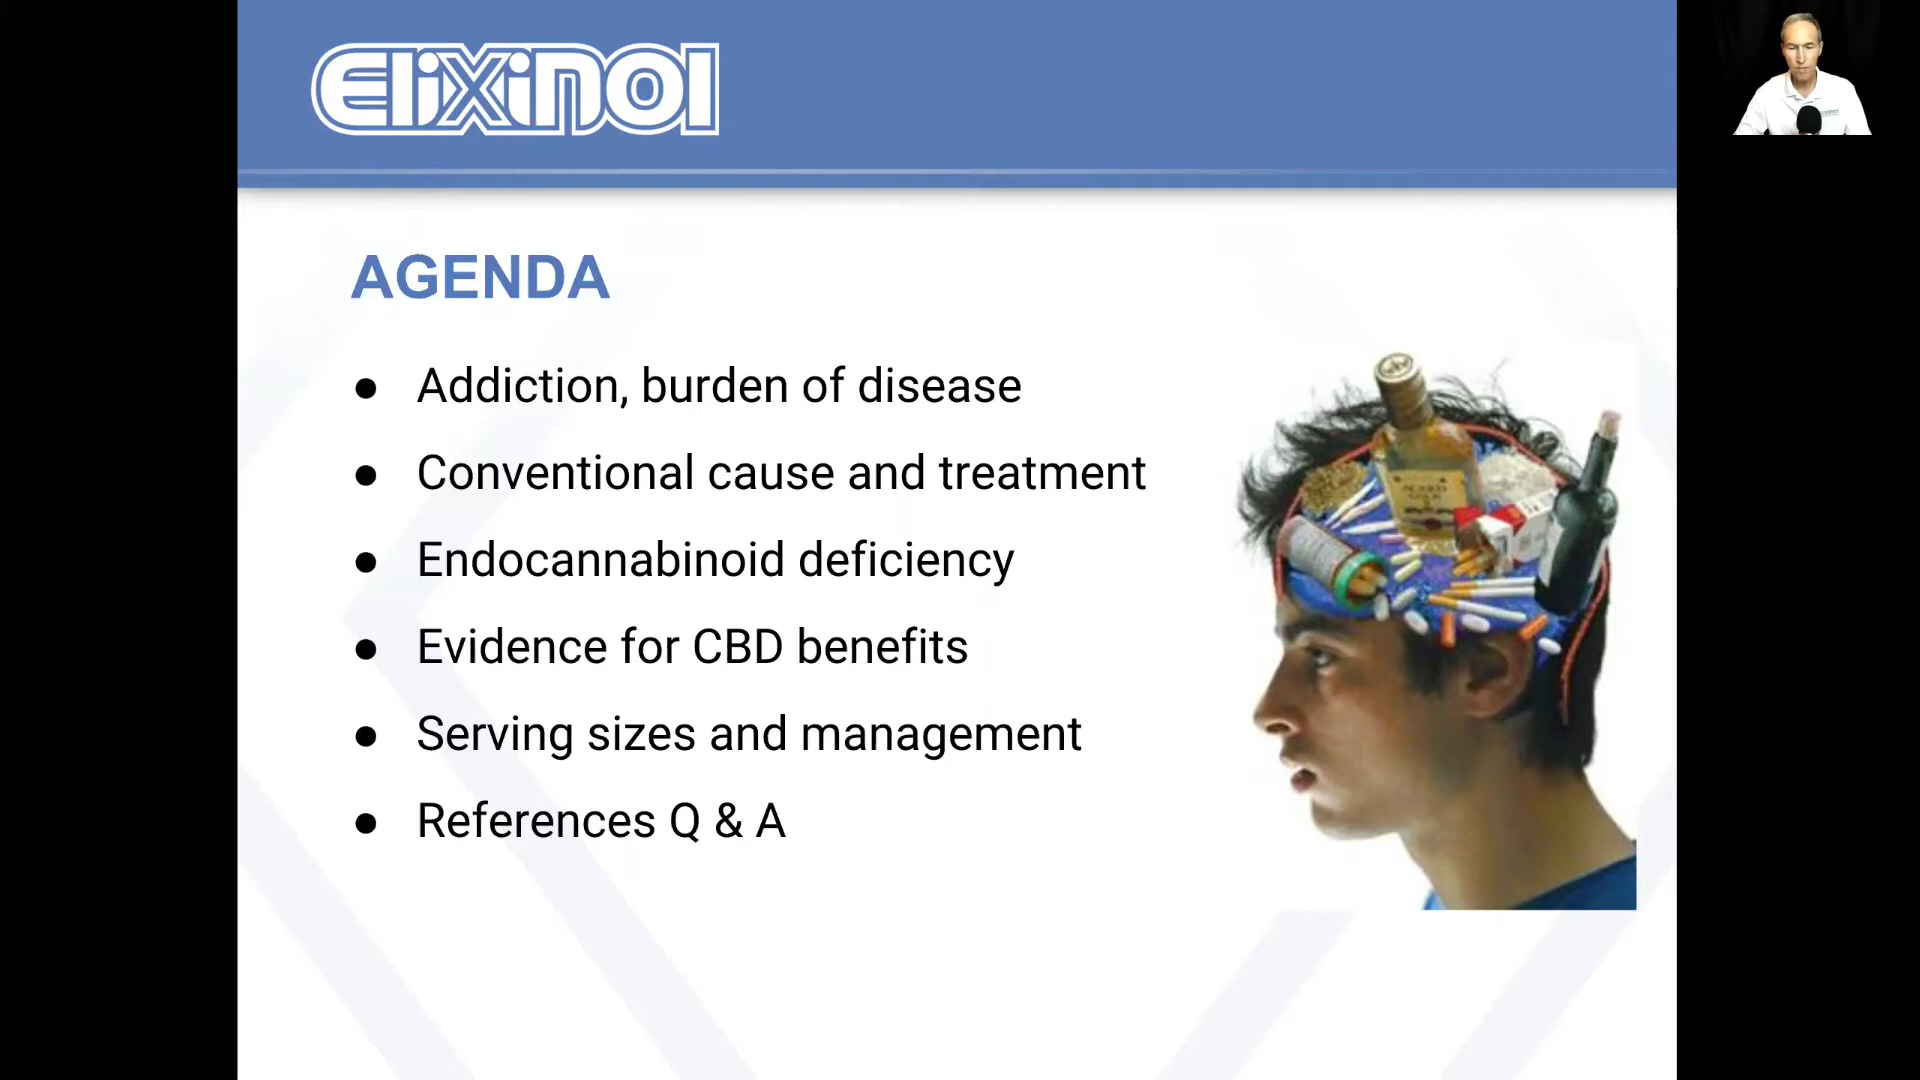 Elixinol
AGENDA
● Addiction, burden of disease
● Conventional cause and treatment
● Endocannabinoid deficiency
● Evidence for CBD benefits
● Serving sizes and management
● References Q & A